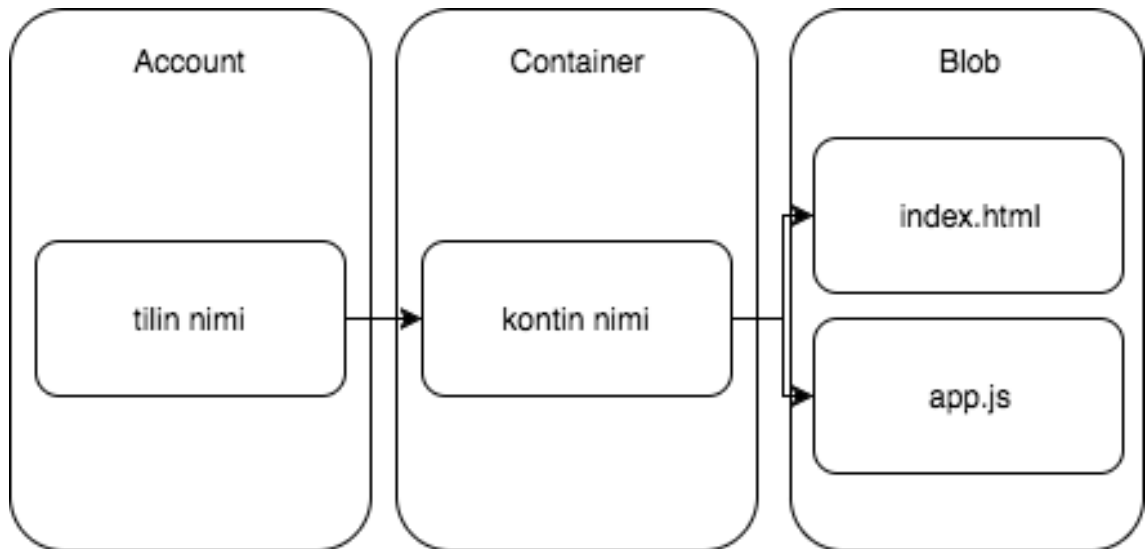 Account
Container
Blob
tilin nimi
kontin nimi
index.html
app.js